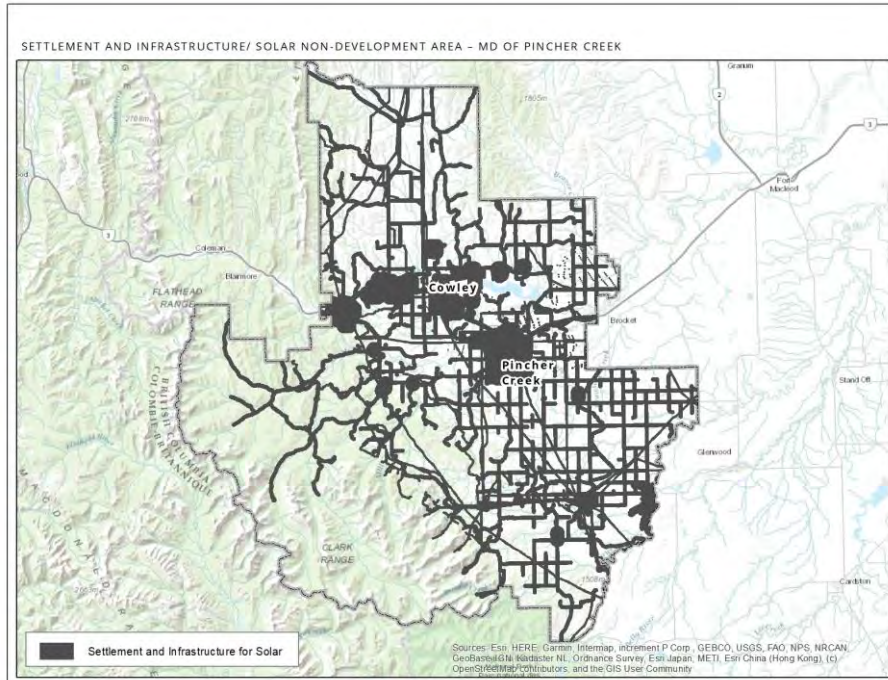 SETTLEMENT AND INFRASTRUCTURE/ SOLAR NON-DEVELOPMENT AREA – MD OF PINCHER CREEK
Granum
1805m
2
3
Fort
Macleod
3
Coleman
Blairmore
Cowley
FLATHEAD
RANGE
Brocket
Pincher
Creek
Stand Off
BRITISH COLUMBIA
COLOMBIE-BRITANNIQUE
Glenwood
CLARK
RANGE
Cardston
Settlement and Infrastructure for Solar
Sources: Esri, HERE, Garmin, Intermap, increment P Corp., GEBCO, USGS, FAO, NPS, NRCAN,
GeoBase, IGN, Kadaster NL, Ordnance Survey, Esri Japan, METI, Esri China (Hong Kong), (c)
OpenStreetMap contributors, and the GIS User Community